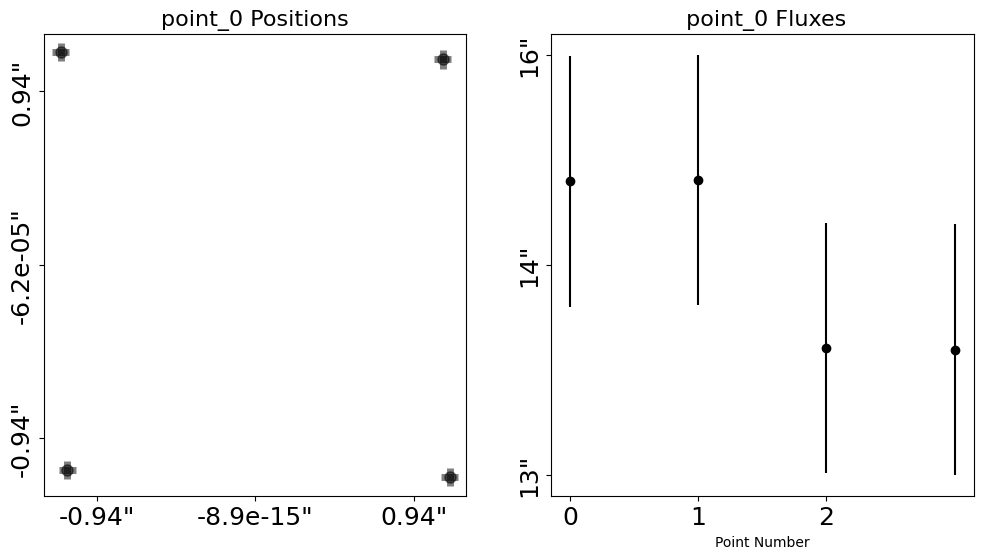 point_0 Positions
0.94"
-6.2e-05"
-0.94"
-0.94" -8.9e-15" 0.94"
point_0 Fluxes
16"
14"
13"
0 1 2
Point Number